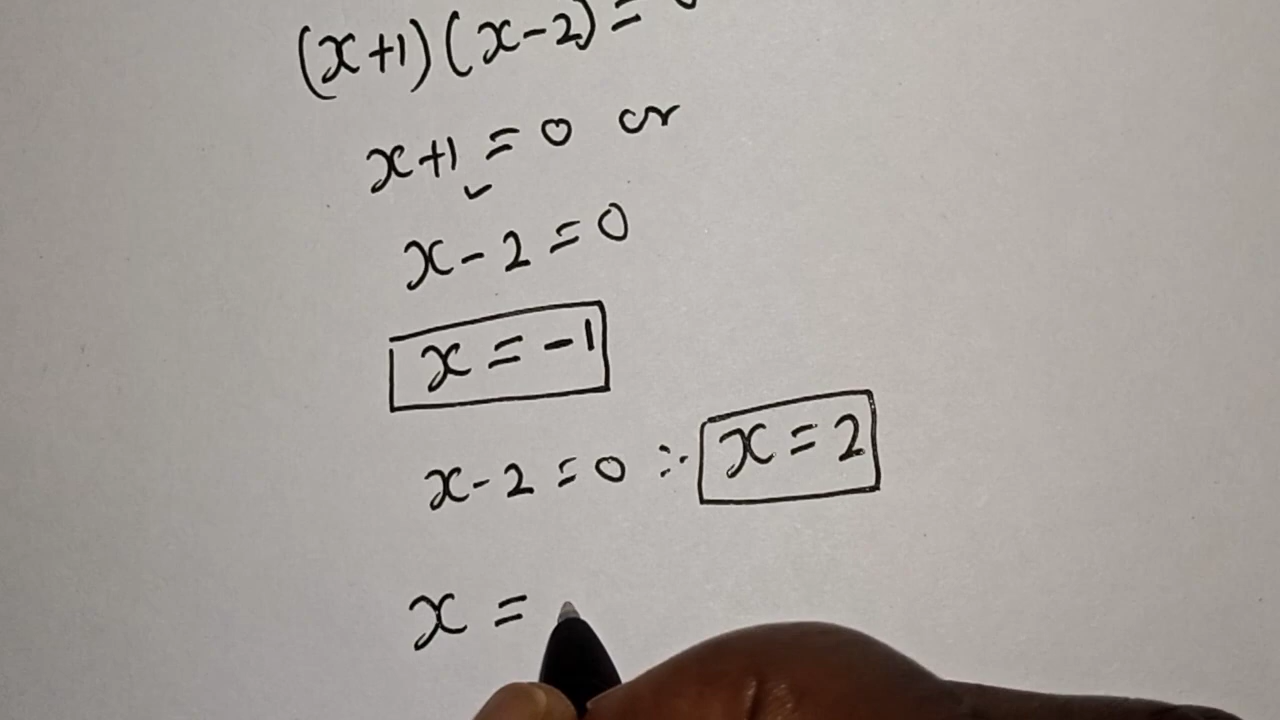 (x+1)(x-2)=
x+1=0 or
x-2=0
x=-1
x-2=0 ∴ x=2
x=